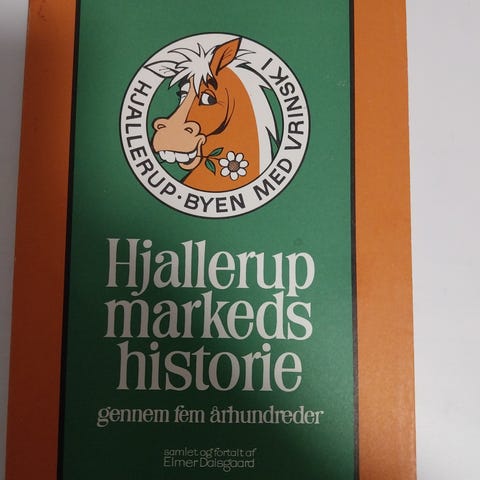 HJALLERUP · BYEN MED VRINSK I
Hjallerup
markeds
historie
gennem fem århundreder
samlet og fortalt af
Elmer Dalsgaard